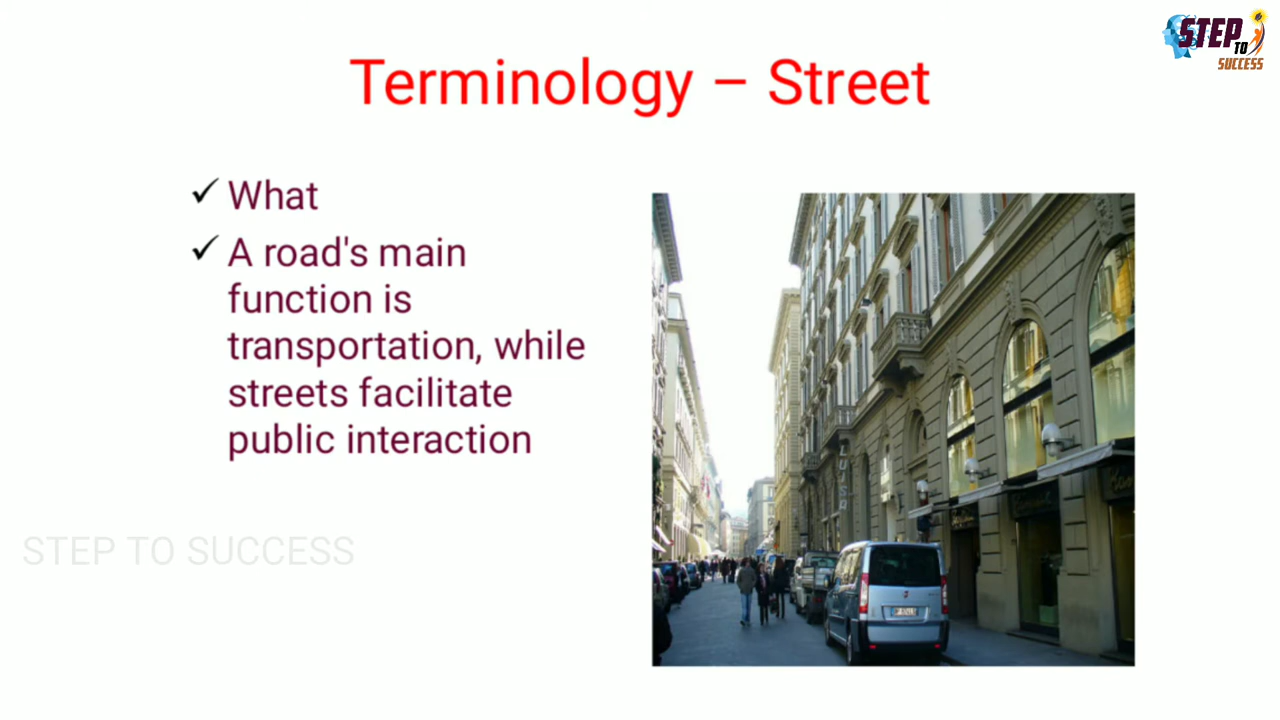 STEP
TO
SUCCESS
Terminology – Street
What
A road's main
function is
transportation, while
streets facilitate
public interaction
LUISA
STEP TO SUCCESS